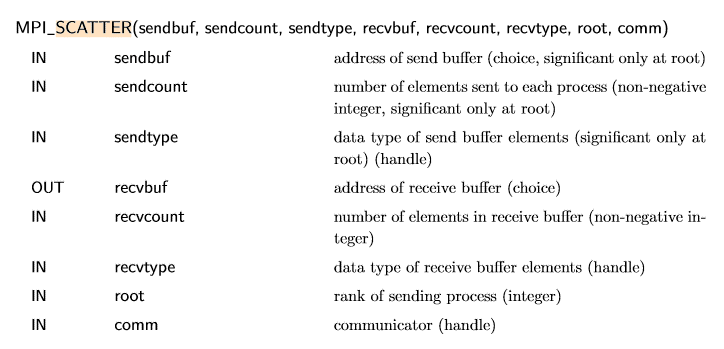 MPI_SCATTER(sendbuf, sendcount, sendtype, recvbuf, recvcount, recvtype, root, comm)
IN sendbuf address of send buffer (choice, significant only at root)
IN sendcount number of elements sent to each process (non-negative
integer, significant only at root)
IN sendtype data type of send buffer elements (significant only at
root) (handle)
OUT recvbuf address of receive buffer (choice)
IN recvcount number of elements in receive buffer (non-negative in-
teger)
IN recvtype data type of receive buffer elements (handle)
IN root rank of sending process (integer)
IN comm communicator (handle)